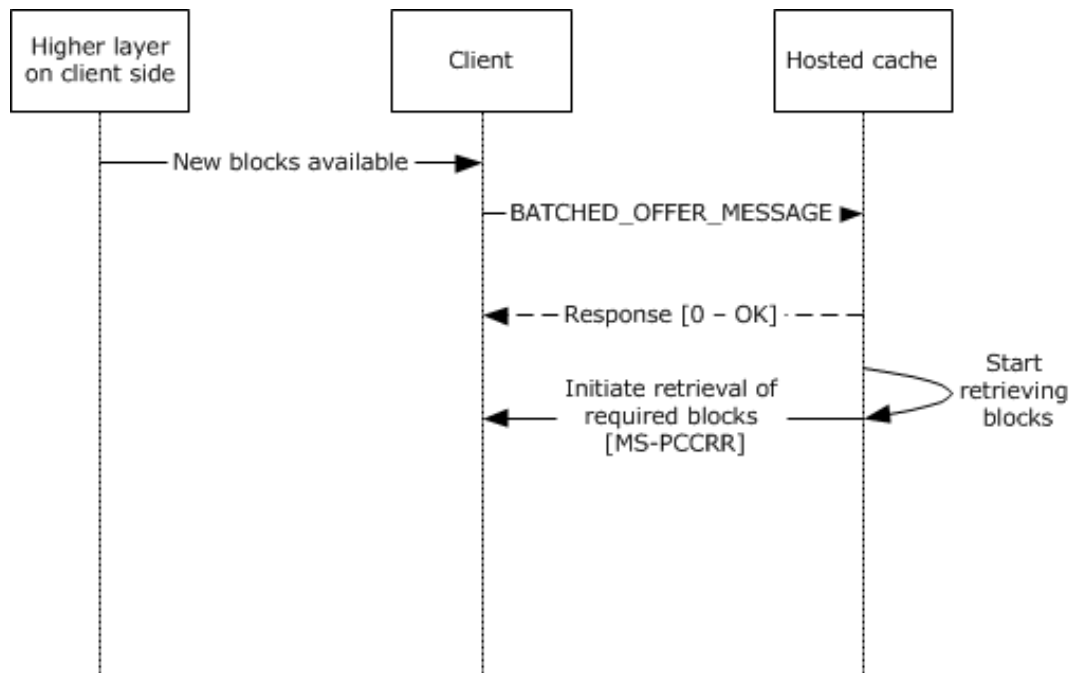 Higher layer
on client side
Client
Hosted cache
New blocks available
BATCHED_OFFER_MESSAGE
Response [0 – OK]
Start
retrieving
blocks
Initiate retrieval of
required blocks
[MS-PCCRR]